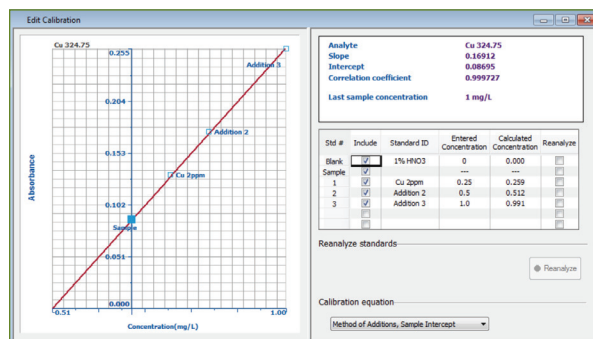 Edit Calibration
Cu 324.75
0.255
Addition 3
0.204
Addition 2
0.153
Cu 2ppm
0.102
Sample
0.051
0.000
-0.51
1.00
Absorbance
Concentration(mg/L)
Analyte Cu 324.75
Slope 0.16912
Intercept 0.08695
Correlation coefficient 0.999727
Last sample concentration 1 mg/L
Std # Include Standard ID Entered Concentration Calculated Concentration Reanalyze
Blank 1% HNO3 0 0.000
Sample --- ---
1 Cu 2ppm 0.25 0.259
2 Addition 2 0.5 0.512
3 Addition 3 1.0 0.991
Reanalyze standards
Reanalyze
Calibration equation
Method of Additions, Sample Intercept